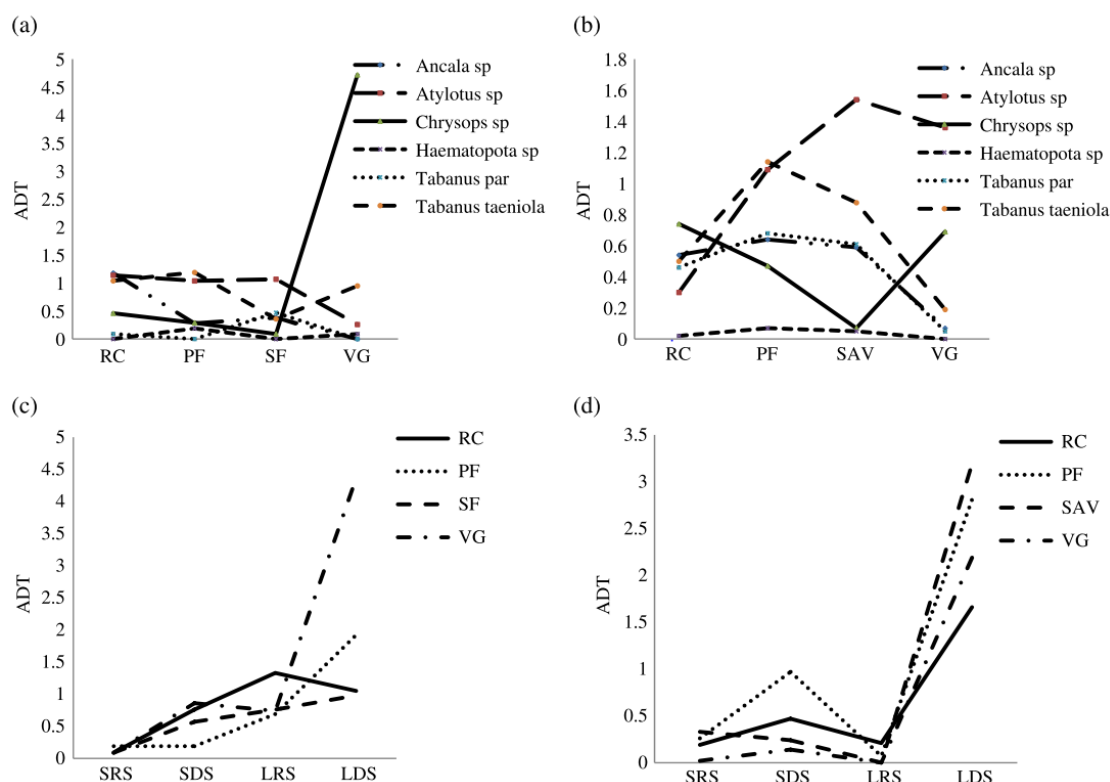 (a)
5
4.5
4
3.5
3
2.5
2
1.5
1
0.5
0
ADT
RC PF SF VG
Ancala sp
Atylotus sp
Chrysops sp
Haematopota sp
Tabanus par
Tabanus taeniola
(b)
1.8
1.6
1.4
1.2
1
0.8
0.6
0.4
0.2
0
ADT
RC PF SAV VG
Ancala sp
Atylotus sp
Chrysops sp
Haematopota sp
Tabanus par
Tabanus taeniola
(c)
5
4.5
4
3.5
3
2.5
2
1.5
1
0.5
0
ADT
SRS SDS LRS LDS
RC
PF
SF
VG
(d)
3.5
3
2.5
2
1.5
1
0.5
0
ADT
SRS SDS LRS LDS
RC
PF
SAV
VG